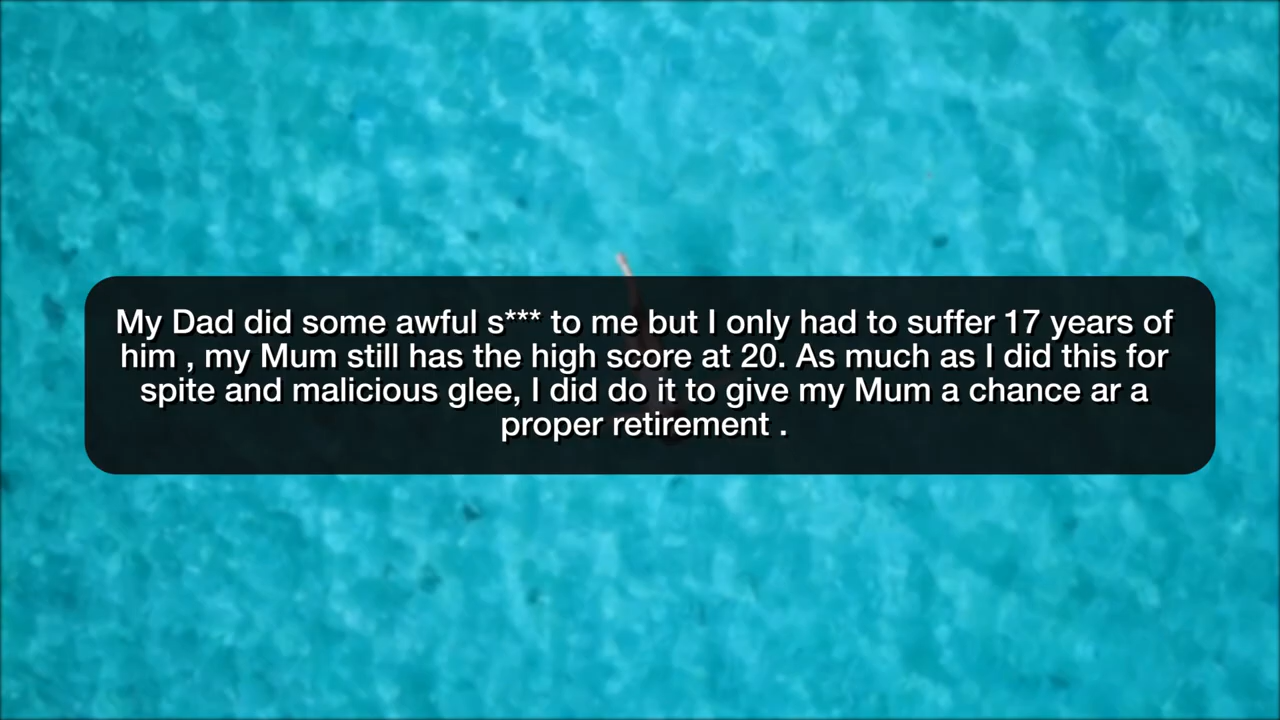 My Dad did some awful s*** to me but I only had to suffer 17 years of
him , my Mum still has the high score at 20. As much as I did this for
spite and malicious glee, I did do it to give my Mum a chance ar a
proper retirement .